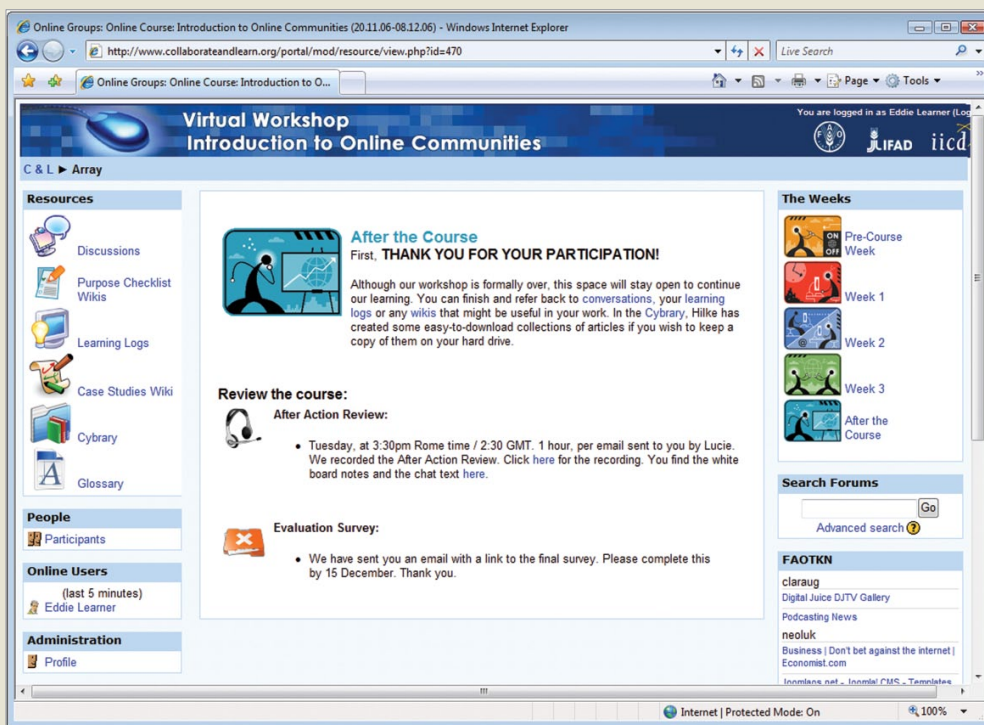 Online Groups: Online Course: Introduction to Online Communities (20.11.06-08.12.06) - Windows Internet Explorer
http://www.collaborateandlearn.org/portal/mod/resource/view.php?id=470
Live Search
Online Groups: Online Course: Introduction to O...
Page
Tools
Virtual Workshop
Introduction to Online Communities
You are logged in as Eddie Learner (Log
FAO
IFAD
iicd
C & L ► Array
Resources
Discussions
Purpose Checklist
Wikis
Learning Logs
Case Studies Wiki
Cybrary
Glossary
People
Participants
Online Users
(last 5 minutes)
Eddie Learner
Administration
Profile
After the Course
First, THANK YOU FOR YOUR PARTICIPATION!
Although our workshop is formally over, this space will stay open to continue
our learning. You can finish and refer back to conversations, your learning
logs or any wikis that might be useful in your work. In the Cybrary, Hilke has
created some easy-to-download collections of articles if you wish to keep a
copy of them on your hard drive.
Review the course:
After Action Review:
• Tuesday, at 3:30pm Rome time / 2:30 GMT. 1 hour, per email sent to you by Lucie.
We recorded the After Action Review. Click here for the recording. You find the white
board notes and the chat text here.
Evaluation Survey:
• We have sent you an email with a link to the final survey. Please complete this
by 15 December. Thank you.
The Weeks
ON
OFF
Pre-Course
Week
Week 1
Week 2
Week 3
After the
Course
Search Forums
Go
Advanced search
FAOTKN
claraug
Digital Juice DJTV Gallery
Podcasting News
neoluk
Business | Don't bet against the internet |
Economist.com
Joomlaos.net - Joomla! CMS - Templates
Internet | Protected Mode: On
100%